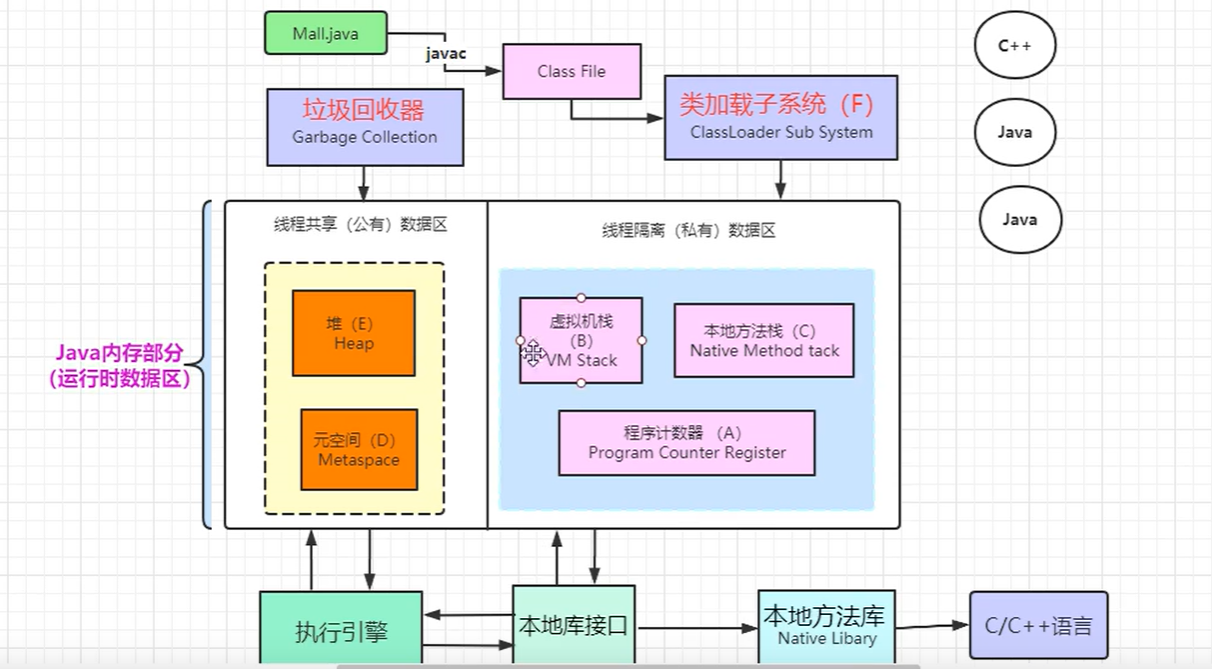 Mall.java
javac
Class File
C++
垃圾回收器
Garbage Collection
类加载子系统（F）
ClassLoader Sub System
Java
Java
线程共享（公有）数据区
线程隔离（私有）数据区
堆（E）
Heap
虚拟机栈
（B）
VM Stack
本地方法栈（C）
Native Method tack
Java内存部分
(运行时数据区)
元空间（D）
Metaspace
程序计数器 （A）
Program Counter Register
执行引擎
本地库接口
本地方法库
Native Libary
C/C++语言